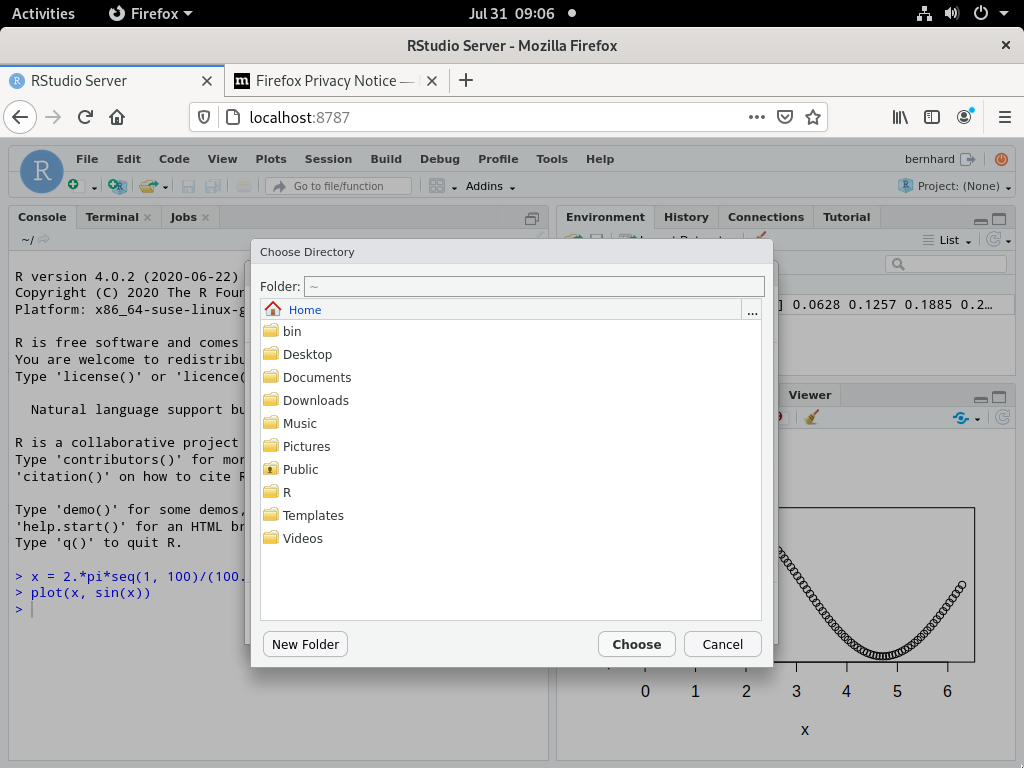 Activities Firefox Jul 31 09:06
RStudio Server - Mozilla Firefox
RStudio Server Firefox Privacy Notice —
localhost:8787
R File Edit Code View Plots Session Build Debug Profile Tools Help bernhard
Go to file/function Addins Project: (None)
Console Terminal Jobs Environment History Connections Tutorial
~/ List
Choose Directory
Folder: ~
Home ...
bin
Desktop
Documents
Downloads
Music
Pictures
Public
R
Templates
Videos
New Folder Choose Cancel
R version 4.0.2 (2020-06-22)
Copyright (C) 2020 The R Foun
Platform: x86_64-suse-linux-g
R is free software and comes
You are welcome to redistribu
Type 'license()' or 'licence(
Natural language support bu
R is a collaborative project
Type 'contributors()' for mor
'citation()' on how to cite R
Type 'demo()' for some demos,
'help.start()' for an HTML br
Type 'q()' to quit R.
> x = 2.*pi*seq(1, 100)/(100.
> plot(x, sin(x))
>
] 0.0628 0.1257 0.1885 0.2…
Viewer
0 1 2 3 4 5 6
x